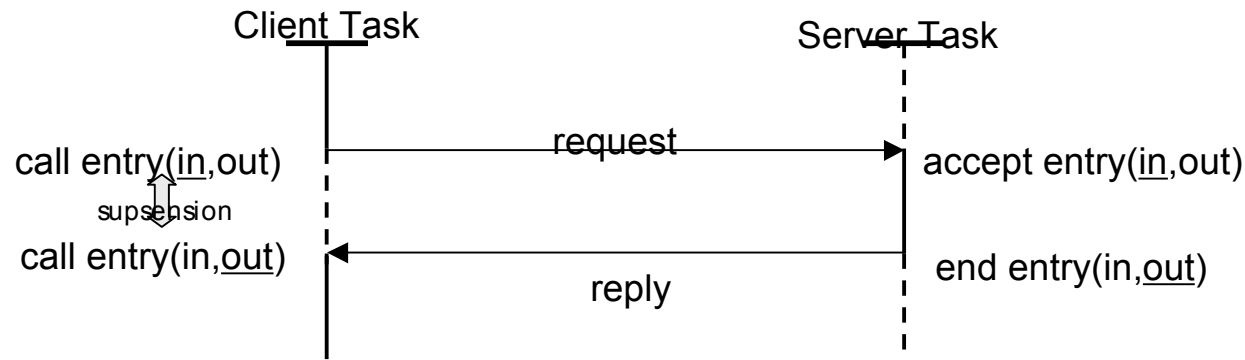 Client Task
Server Task
request
call entry(in,out)
accept entry(in,out)
supsension
call entry(in,out)
end entry(in,out)
reply